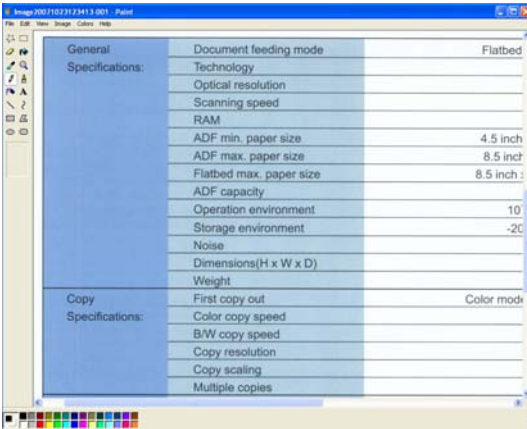 Image20071023123413-001 - Paint
File Edit View Image Colors Help
General Document feeding mode Flatbed
Specifications: Technology
Optical resolution
Scanning speed
RAM
ADF min. paper size 4.5 inch
ADF max. paper size 8.5 inch
Flatbed max. paper size 8.5 inch
ADF capacity
Operation environment 10
Storage environment -20
Noise
Dimensions(H x W x D)
Weight
Copy First copy out Color mode
Specifications: Color copy speed
B/W copy speed
Copy resolution
Copy scaling
Multiple copies